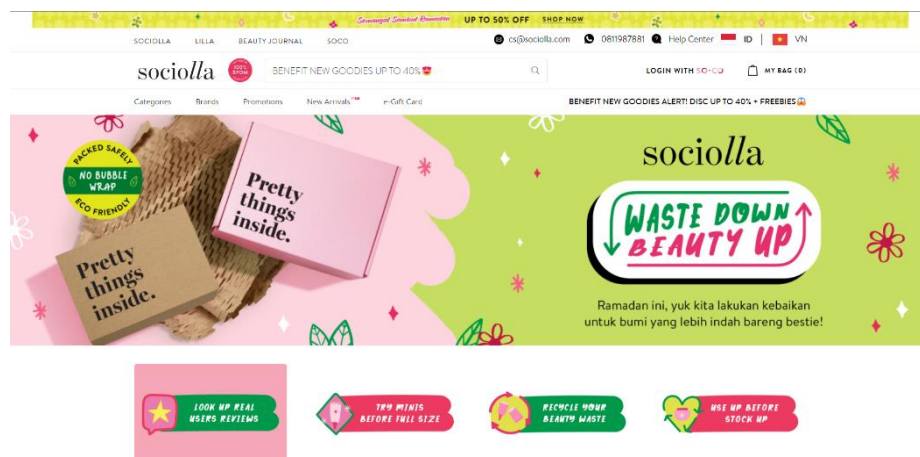 Semangat Sambut Ramadan UP TO 50% OFF SHOP NOW
SOCIOLLA LILLA BEAUTY JOURNAL SOCO cs@sociolla.com 0811987881 Help Center ID | VN
sociolla 100% BPOM BENEFIT NEW GOODIES UP TO 40% LOGIN WITH SO•CO MY BAG (0)
Categories Brands Promotions New Arrivals e-Gift Card BENEFIT NEW GOODIES ALERT! DISC UP TO 40% + FREEBIES
PACKED SAFELY
NO BUBBLE
WRAP
ECO FRIENDLY
Pretty
things
inside.
Pretty
things
inside.
sociolla
WASTE DOWN
BEAUTY UP
Ramadan ini, yuk kita lakukan kebaikan
untuk bumi yang lebih indah bareng bestie!
LOOK UP REAL
USERS REVIEWS
TRY MINIS
BEFORE FULL SIZE
RECYCLE YOUR
BEAUTY WASTE
USE UP BEFORE
STOCK UP